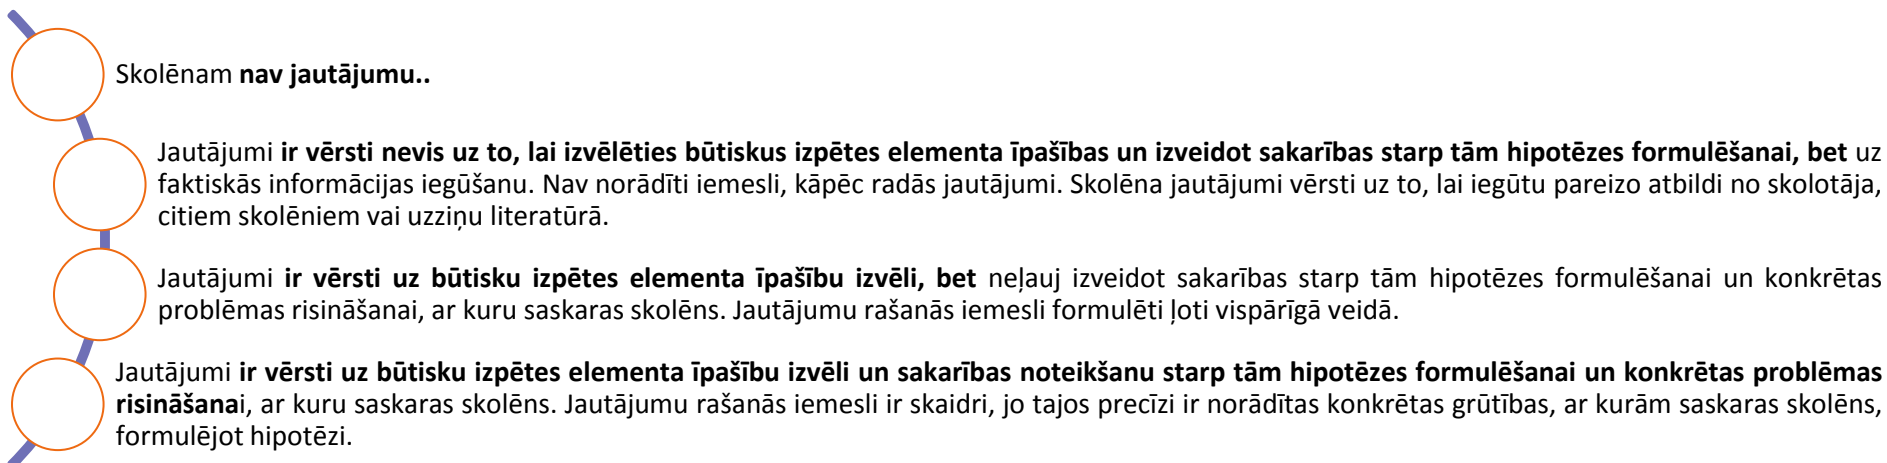 Skolēnam nav jautājumu..
Jautājumi ir vērsti nevis uz to, lai izvēlēties būtiskus izpētes elementa īpašības un izveidot sakarības starp tām hipotēzes formulēšanai, bet uz
faktiskās informācijas iegūšanu. Nav norādīti iemesli, kāpēc radās jautājumi. Skolēna jautājumi vērsti uz to, lai iegūtu pareizo atbildi no skolotāja,
citiem skolēniem vai uzziņu literatūrā.
Jautājumi ir vērsti uz būtisku izpētes elementa īpašību izvēli, bet neļauj izveidot sakarības starp tām hipotēzes formulēšanai un konkrētas
problēmas risināšanai, ar kuru saskaras skolēns. Jautājumu rašanās iemesli formulēti ļoti vispārīgā veidā.
Jautājumi ir vērsti uz būtisku izpētes elementa īpašību izvēli un sakarības noteikšanu starp tām hipotēzes formulēšanai un konkrētas problēmas
risināšanai, ar kuru saskaras skolēns. Jautājumu rašanās iemesli ir skaidri, jo tajos precīzi ir norādītas konkrētas grūtības, ar kurām saskaras skolēns,
formulējot hipotēzi.